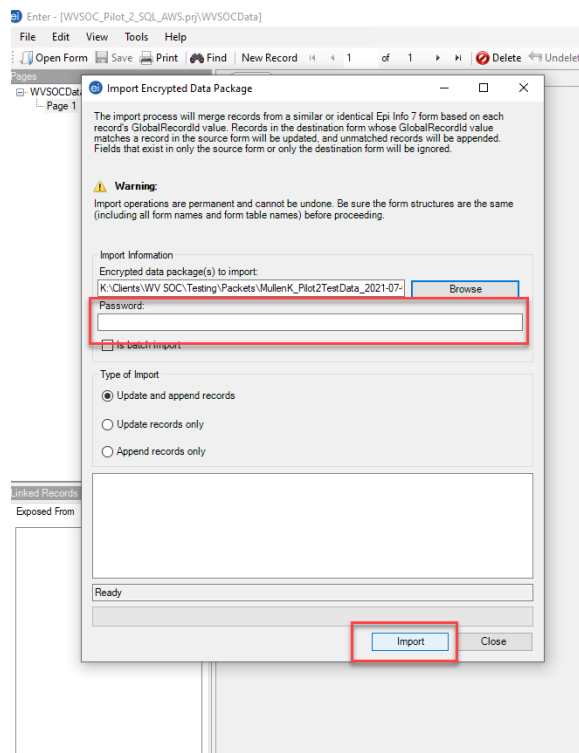 Enter - [WVSOC_Pilot_2_SQL_AWS.prj\WVSOCData]
File Edit View Tools Help
Open Form Save Print Find New Record 1 of 1 Delete Undelet
Pages
WVSOCData
Page 1
Import Encrypted Data Package
The import process will merge records from a similar or identical Epi Info 7 form based on each
record's GlobalRecordId value. Records in the destination form whose GlobalRecordId value
matches a record in the source form will be updated, and unmatched records will be appended.
Fields that exist in only the source form or only the destination form will be ignored.
Warning:
Import operations are permanent and cannot be undone. Be sure the form structures are the same
(including all form names and form table names) before proceeding.
Import Information
Encrypted data package(s) to import:
K:\Clients\WV SOC\Testing\Packets\MullenK_Pilot2TestData_2021-07-
Browse
Password:
Is batch import
Type of Import
Update and append records
Update records only
Append records only
Linked Records
Exposed From
Ready
Import Close